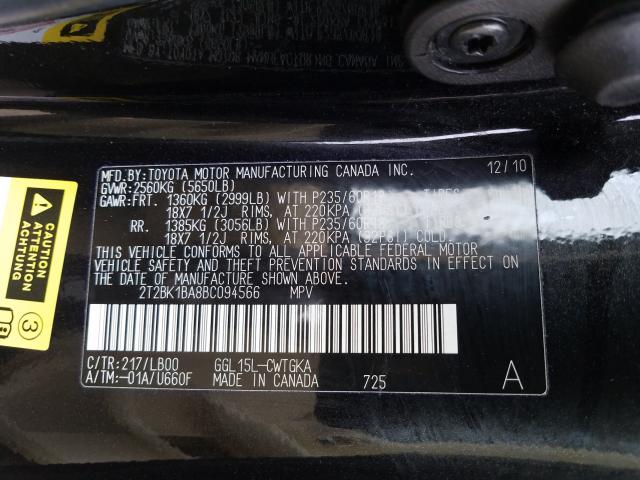 MFD.BY:TOYOTA MOTOR MANUFACTURING CANADA INC. 12/10
GVWR:2560KG (5650LB)
GAWR:FRT. 1360KG (2999LB) WITH P235/60R18 TIRES
18X7 1/2J RIMS, AT 220KPA
RR. 1385KG (3056LB) WITH P235/60R18
18X7 1/2J RIMS, AT 220KPA (32PSI) COLD
THIS VEHICLE CONFORMS TO ALL APPLICABLE FEDERAL MOTOR
VEHICLE SAFETY AND THEFT PREVENTION STANDARDS IN EFFECT
ON THE DATE OF MANUFACTURE SHOWN ABOVE.
2T2BK1BA8BC094566 MPV
C/TR:217/LB00 GGL15L-CWTGKA
A/TM:-01A/U660F MADE IN CANADA 725 A
CAUTION
ATTENTION
ACHTUNG
3